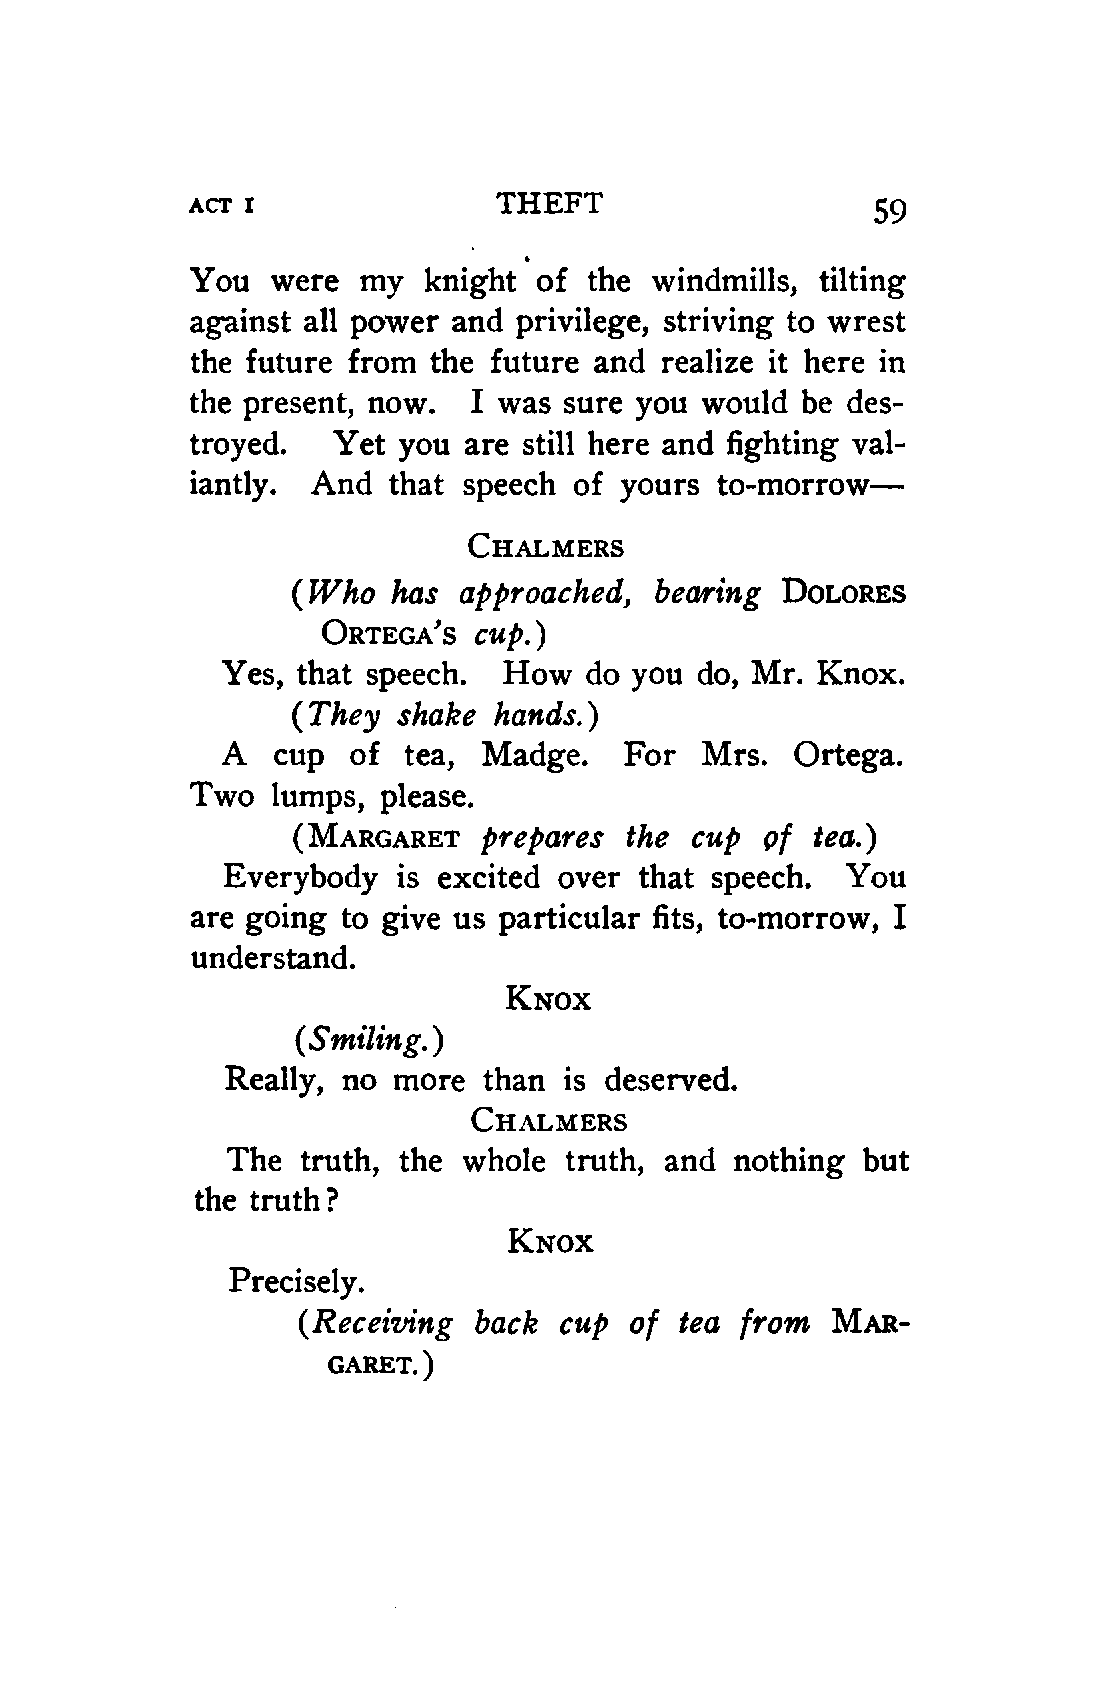 ACT I THEFT 59
You were my knight of the windmills, tilting
against all power and privilege, striving to wrest
the future from the future and realize it here in
the present, now. I was sure you would be des-
troyed. Yet you are still here and fighting val-
iantly. And that speech of yours to-morrow—
CHALMERS
(Who has approached, bearing DOLORES
ORTEGA'S cup.)
Yes, that speech. How do you do, Mr. Knox.
(They shake hands.)
A cup of tea, Madge. For Mrs. Ortega.
Two lumps, please.
(MARGARET prepares the cup of tea.)
Everybody is excited over that speech. You
are going to give us particular fits, to-morrow, I
understand.
KNOX
(Smiling.)
Really, no more than is deserved.
CHALMERS
The truth, the whole truth, and nothing but
the truth?
KNOX
Precisely.
(Receiving back cup of tea from MAR-
GARET.)